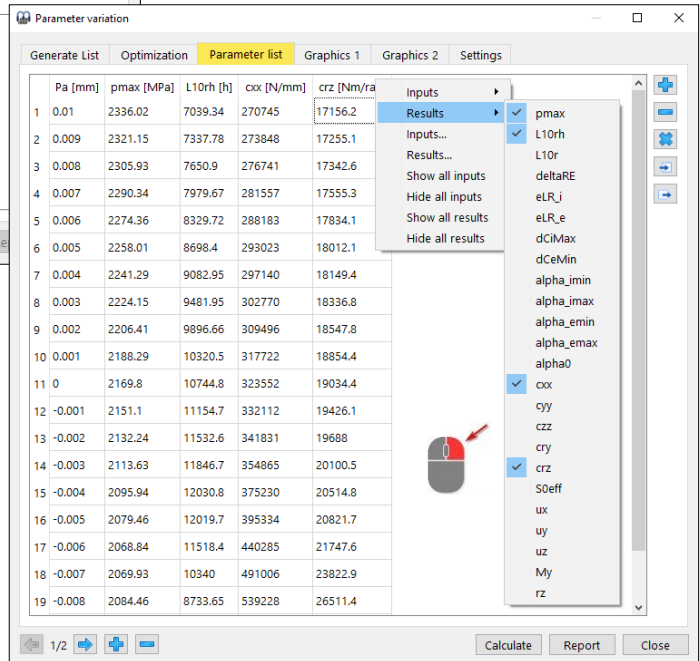 Parameter variation
Generate List Optimization Parameter list Graphics 1 Graphics 2 Settings
Pa [mm] pmax [MPa] L10rh [h] cxx [N/mm] crz [Nm/ra
1 0.01 2336.02 7039.34 270745 17156.2
2 0.009 2321.15 7337.78 273848 17255.1
3 0.008 2305.93 7650.9 276741 17342.6
4 0.007 2290.34 7979.67 281557 17555.3
5 0.006 2274.36 8329.72 288183 17834.1
6 0.005 2258.01 8698.4 293023 18012.1
7 0.004 2241.29 9082.95 297140 18149.4
8 0.003 2224.15 9481.95 302770 18336.8
9 0.002 2206.41 9896.66 309496 18547.8
10 0.001 2188.29 10320.5 317722 18854.4
11 0 2169.8 10744.8 323552 19034.4
12 -0.001 2151.1 11154.7 332112 19426.1
13 -0.002 2132.24 11532.6 341831 19688
14 -0.003 2113.63 11846.7 354865 20100.5
15 -0.004 2095.94 12030.8 375230 20514.8
16 -0.005 2079.46 12019.7 395334 20821.7
17 -0.006 2068.84 11518.4 440285 21747.6
18 -0.007 2069.93 10340 491006 23822.9
19 -0.008 2084.46 8733.65 539228 26511.4
Inputs
Results
Inputs...
Results...
Show all inputs
Hide all inputs
Show all results
Hide all results
pmax
L10rh
L10r
deltaRE
eLR_i
eLR_e
dCiMax
dCeMin
alpha_imin
alpha_imax
alpha_emin
alpha_emax
alpha0
cxx
cyy
czz
cry
crz
S0eff
ux
uy
uz
My
rz
1/2
Calculate Report Close